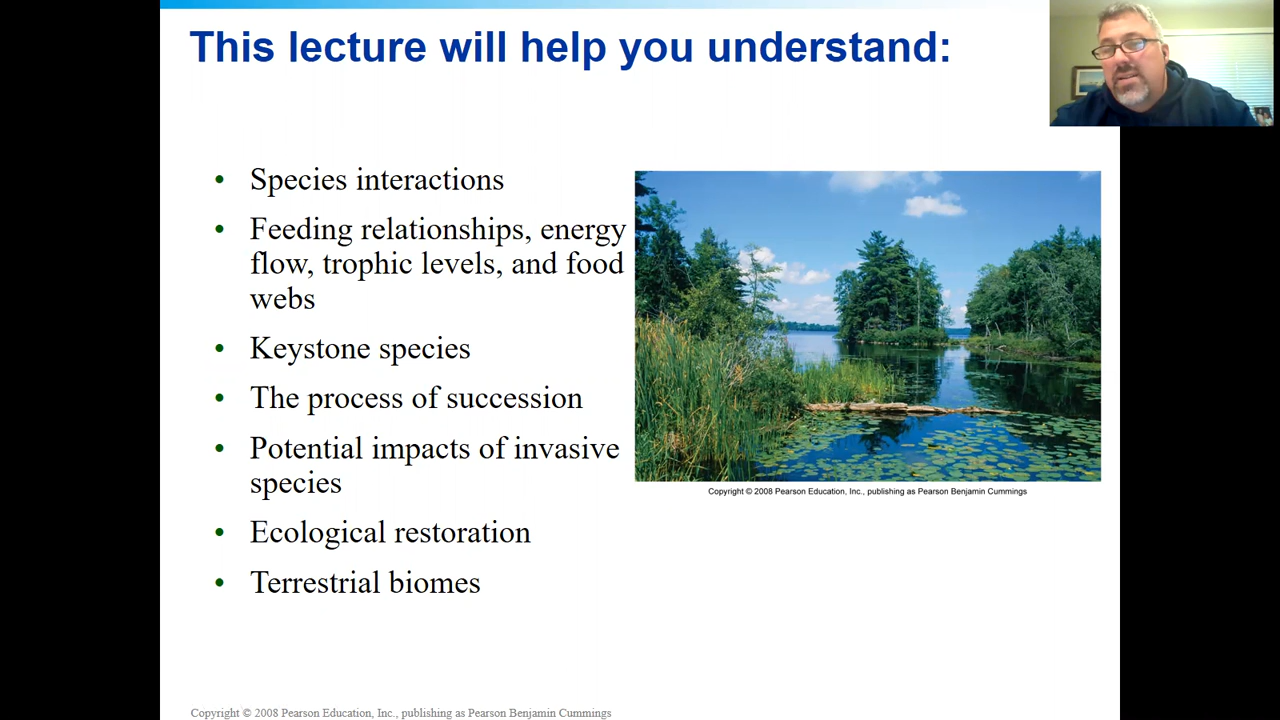 This lecture will help you understand:
• Species interactions
• Feeding relationships, energy
flow, trophic levels, and food
webs
• Keystone species
• The process of succession
• Potential impacts of invasive
species
• Ecological restoration
• Terrestrial biomes
Copyright © 2008 Pearson Education, Inc., publishing as Pearson Benjamin Cummings
Copyright © 2008 Pearson Education, Inc., publishing as Pearson Benjamin Cummings